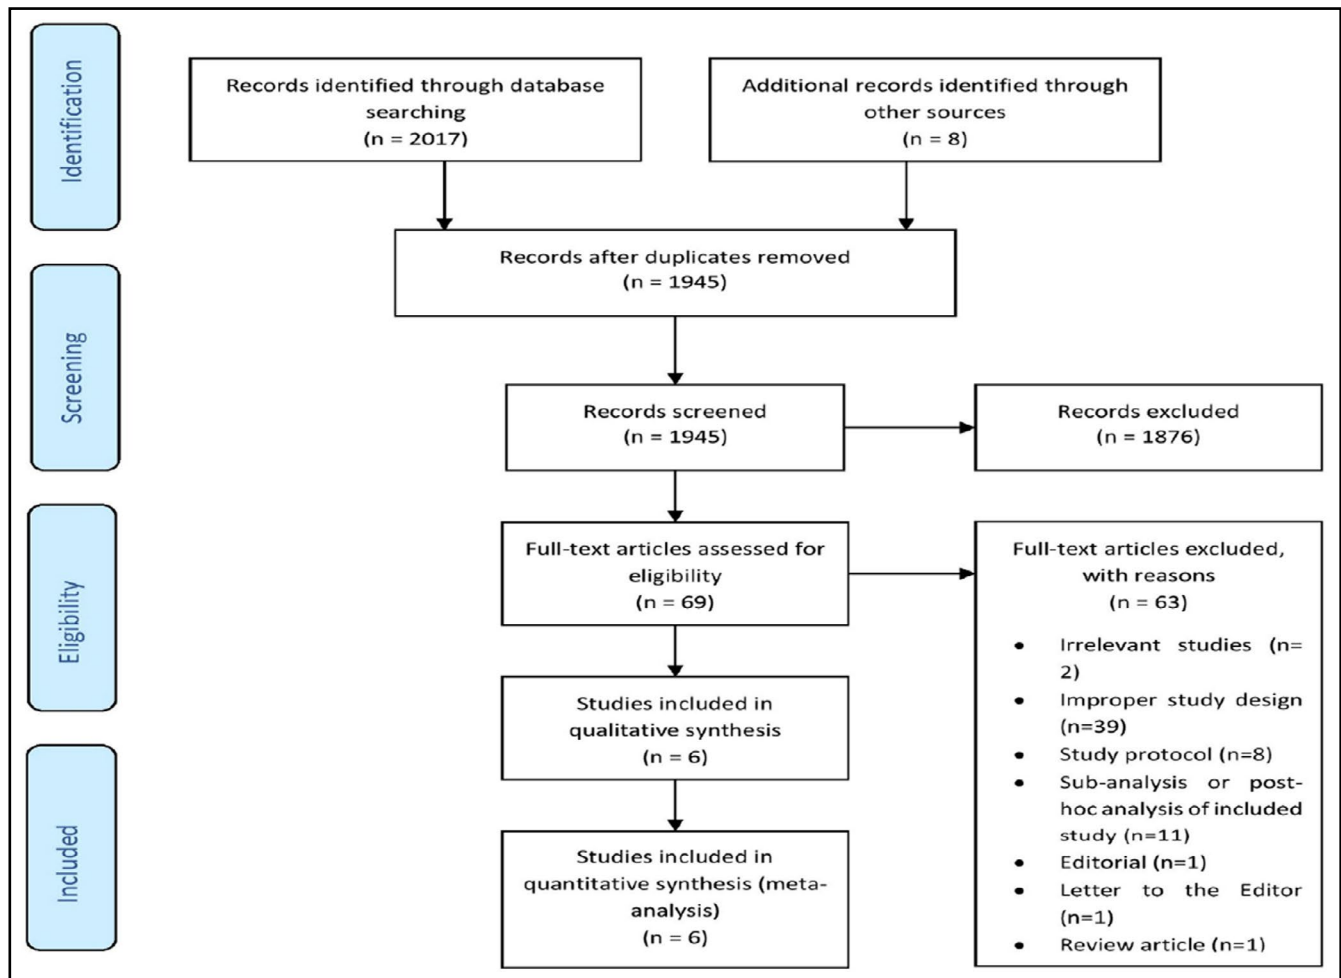 Identification
Records identified through database
searching
(n = 2017)
Additional records identified through
other sources
(n = 8)
Records after duplicates removed
(n = 1945)
Screening
Records screened
(n = 1945)
Records excluded
(n = 1876)
Eligibility
Full-text articles assessed for
eligibility
(n = 69)
Full-text articles excluded,
with reasons
(n = 63)
• Irrelevant studies (n=
2)
• Improper study design
(n=39)
• Study protocol (n=8)
• Sub-analysis or post-
hoc analysis of included
study (n=11)
• Editorial (n=1)
• Letter to the Editor
(n=1)
• Review article (n=1)
Studies included in
qualitative synthesis
(n = 6)
Included
Studies included in
quantitative synthesis (meta-
analysis)
(n = 6)